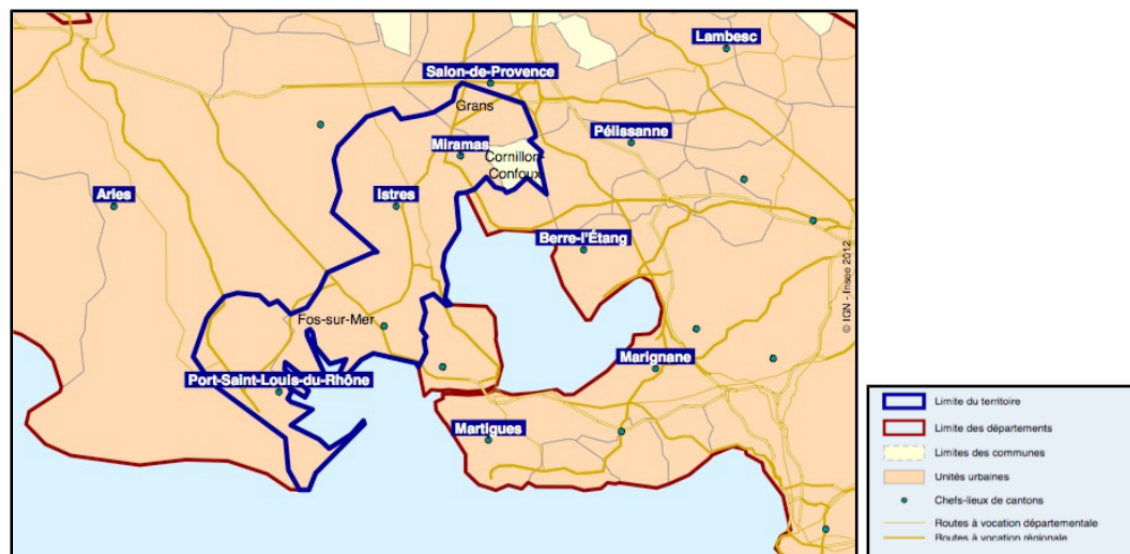 Lambesc
Salon-de-Provence
Grans
Pélissanne
Miramas
Cornillon-
Confoux
Arles
Istres
Berre-l'Étang
© IGN - Insee 2012
Fos-sur-Mer
Marignane
Port-Saint-Louis-du-Rhône
Martigues
Limite du territoire
Limite des départements
Limites des communes
Unités urbaines
Chefs-lieux de cantons
Routes à vocation départementale
Routes à vocation régionale